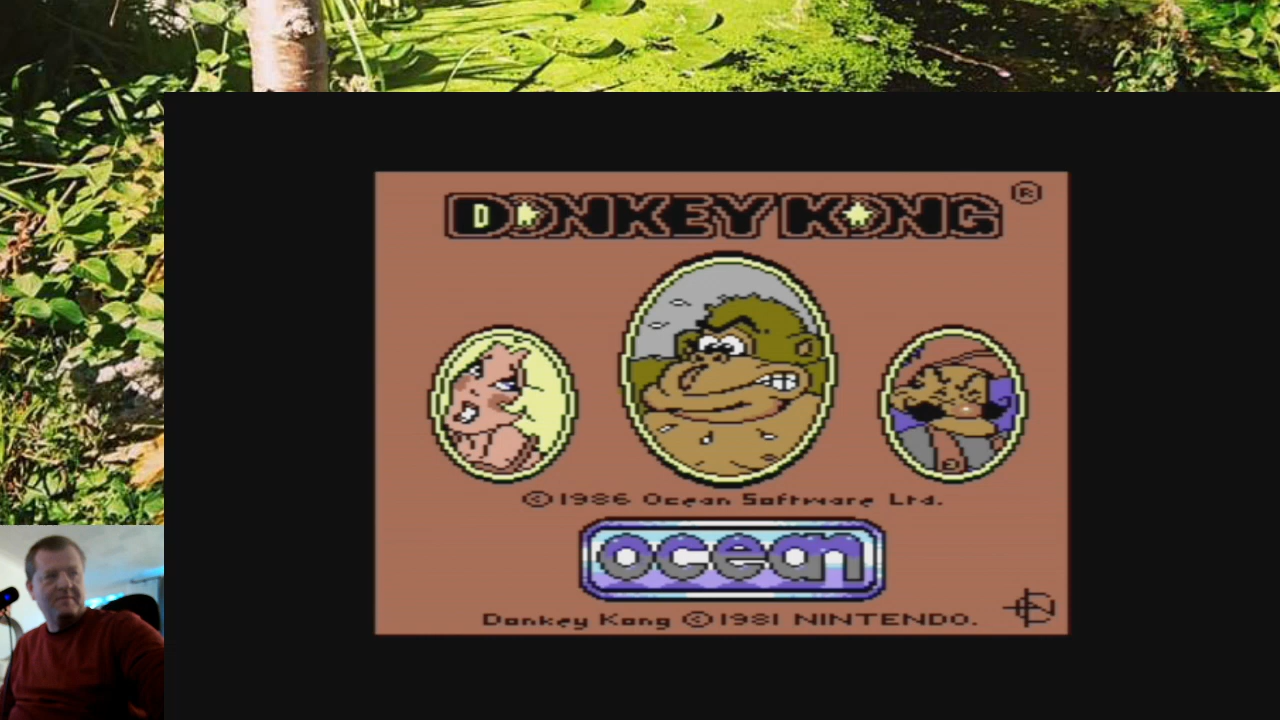 DONKEY KONG ®
©1986 Ocean Software Ltd.
ocean
Donkey Kong ©1981 NINTENDO.